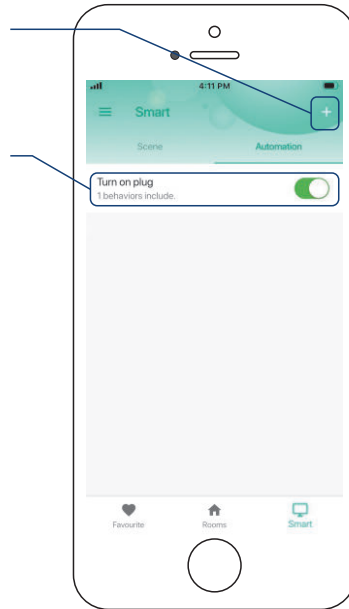 4:11 PM
Smart
+
Scene Automation
Turn on plug
1 behaviors include.
Favourite Rooms Smart